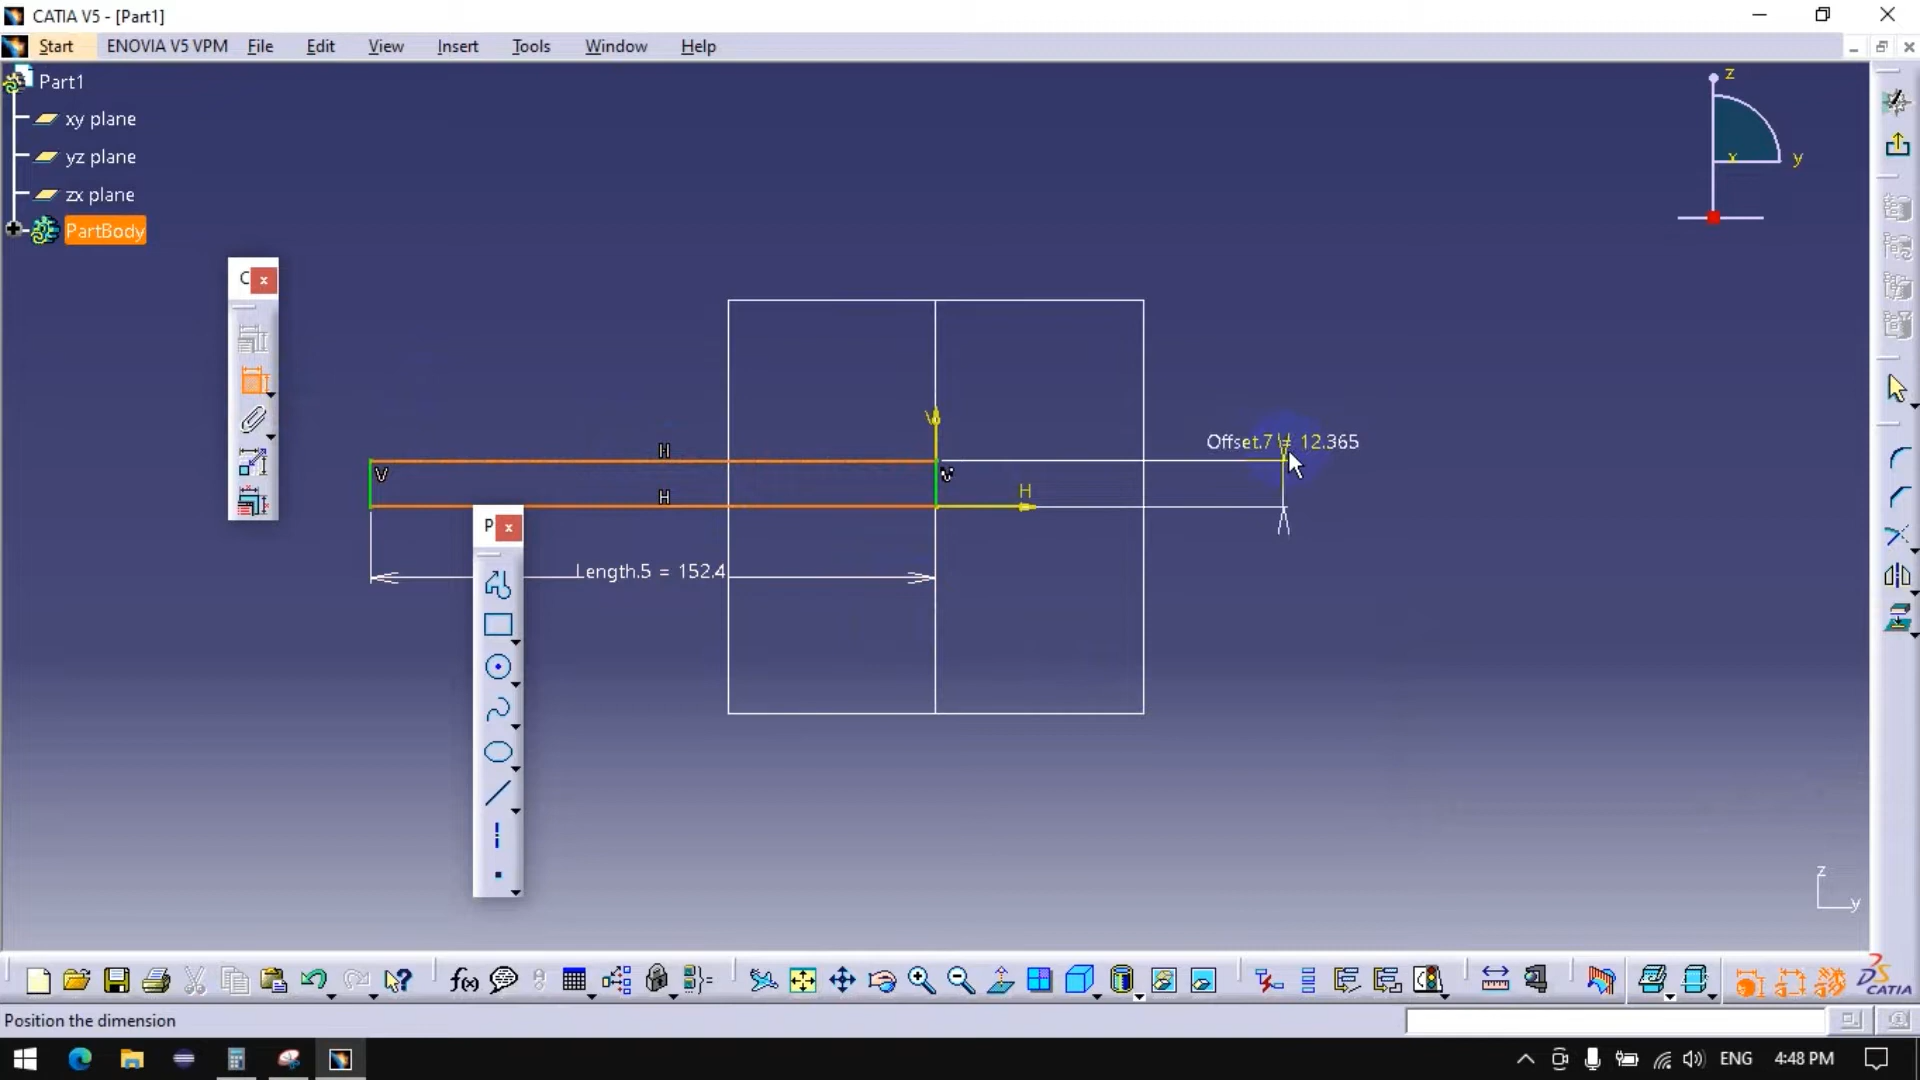 CATIA V5 - [Part1]
Start ENOVIA V5 VPM File Edit View Insert Tools Window Help
Part1
xy plane
yz plane
zx plane
PartBody
z
x
y
C
x
V
H
H
V
V
H
Offset.7 = 12.365
Length.5 = 152.4
P
x
z
y
f(x)
CATIA
Position the dimension
ENG 4:48 PM